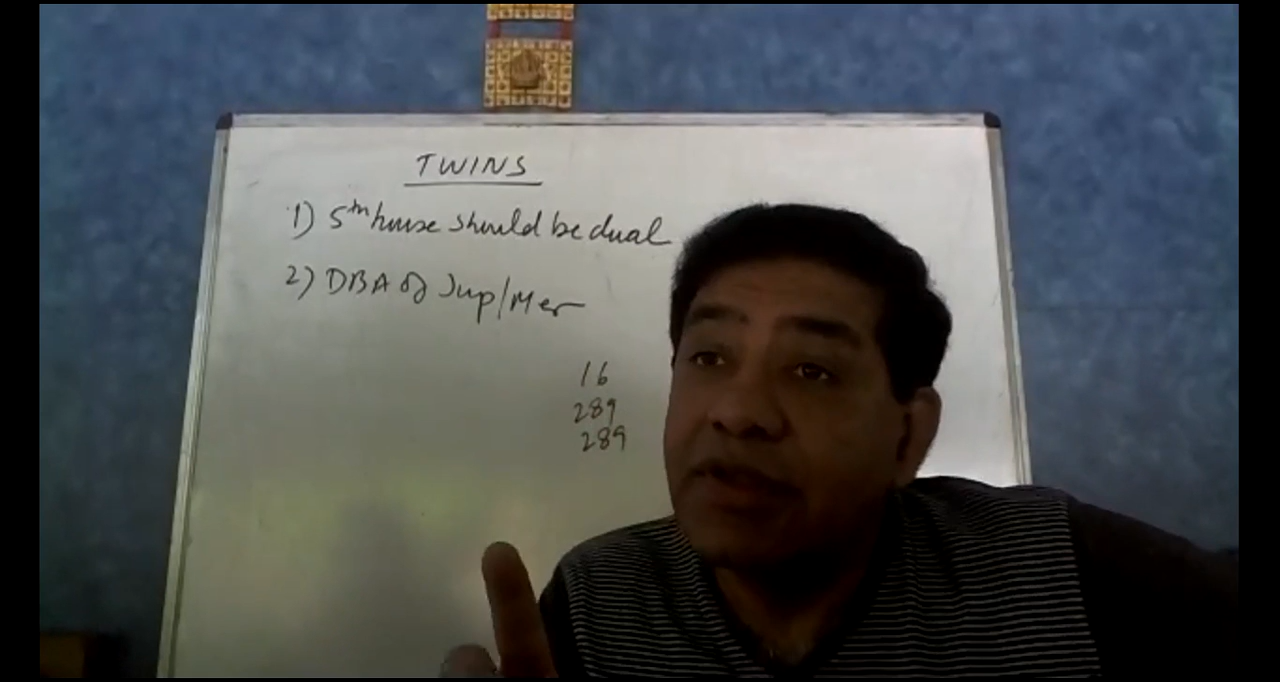 TWINS
1) 5th house should be dual
2) DBA of Jup/Mer
16
289
289